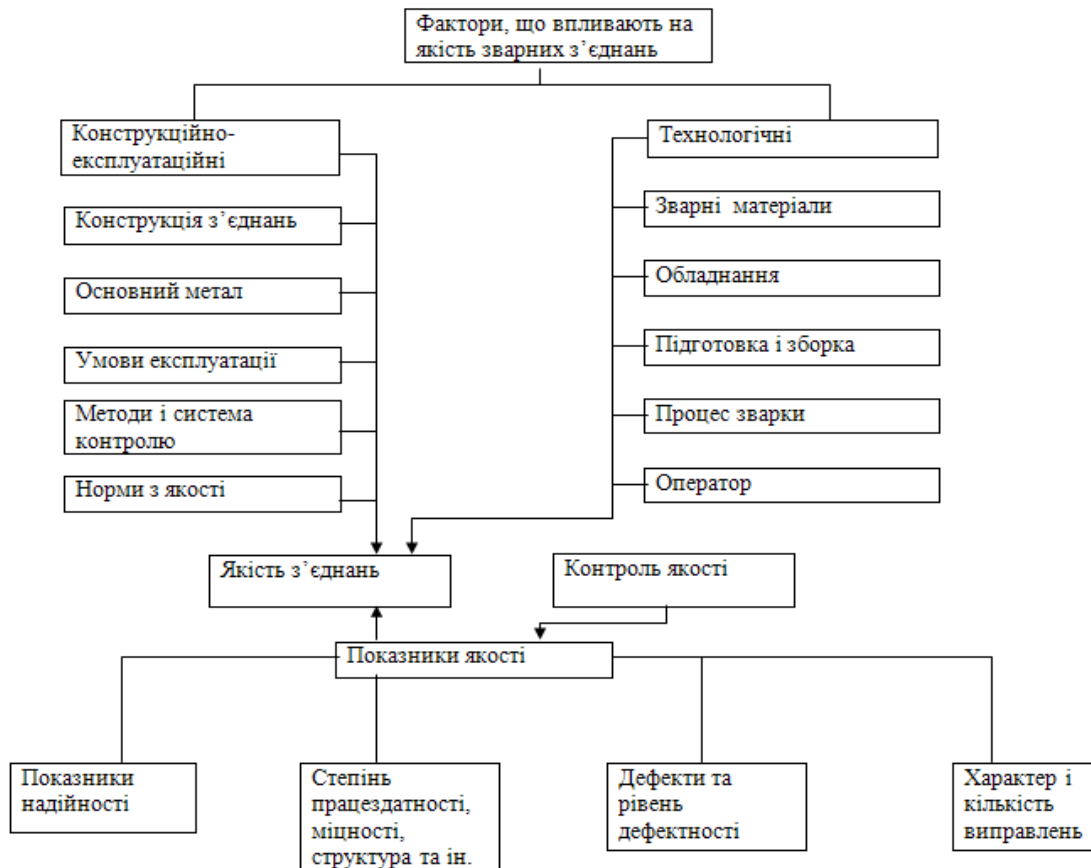 Фактори, що впливають на
якість зварних з’єднань
Конструкційно-
експлуатаційні
Технологічні
Конструкція з’єднань
Зварні матеріали
Основний метал
Обладнання
Умови експлуатації
Підготовка і зборка
Методи і система
контролю
Процес зварки
Норми з якості
Оператор
Якість з’єднань
Контроль якості
Показники якості
Показники
надійності
Степінь
працездатності,
міцності,
структура та ін.
Дефекти та
рівень
дефектності
Характер і
кількість
виправлень